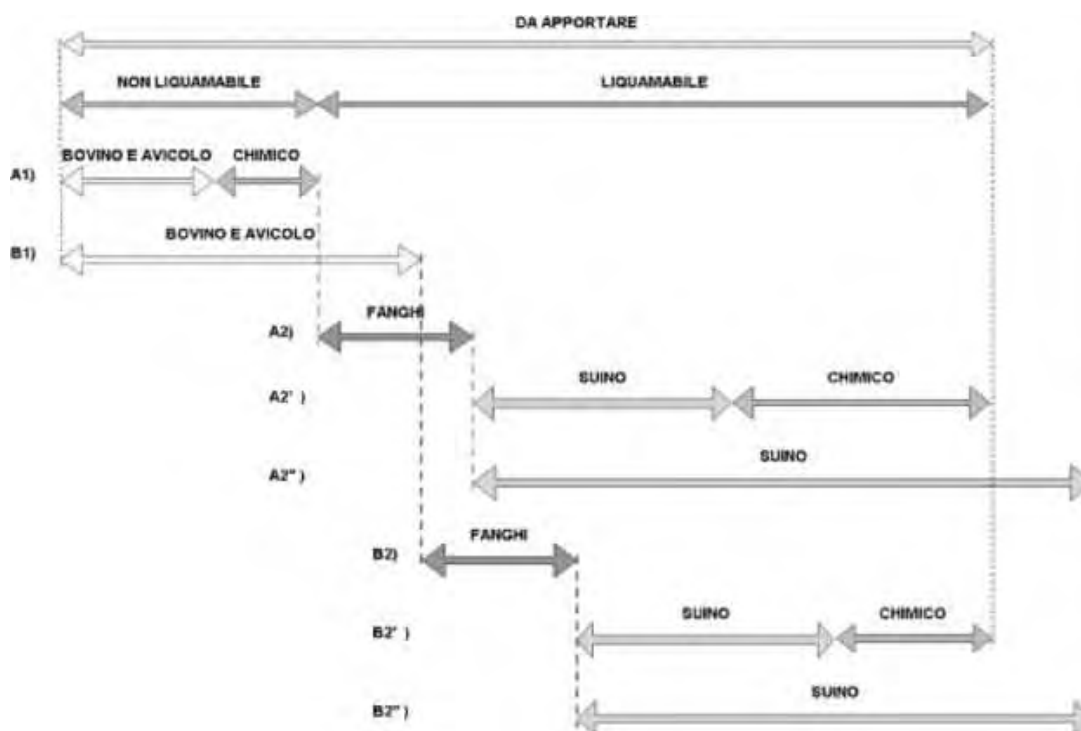 DA APPORTARE
NON LIQUAMABILE LIQUAMABILE
BOVINO E AVICOLO CHIMICO
A1)
BOVINO E AVICOLO
B1)
FANGHI
A2)
SUINO CHIMICO
A2' )
SUINO
A2" )
FANGHI
B2)
SUINO CHIMICO
B2' )
SUINO
B2" )